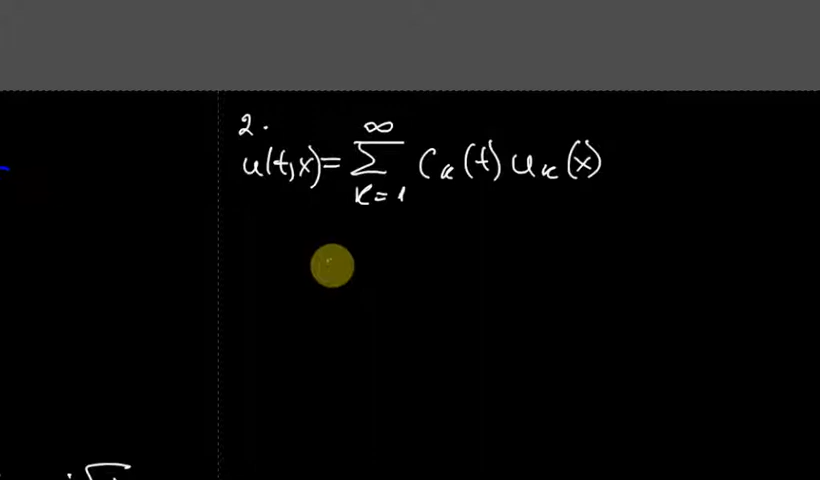 2.
∞
u(t,x)= ∑ C_k(t) u_k(x)
k=1